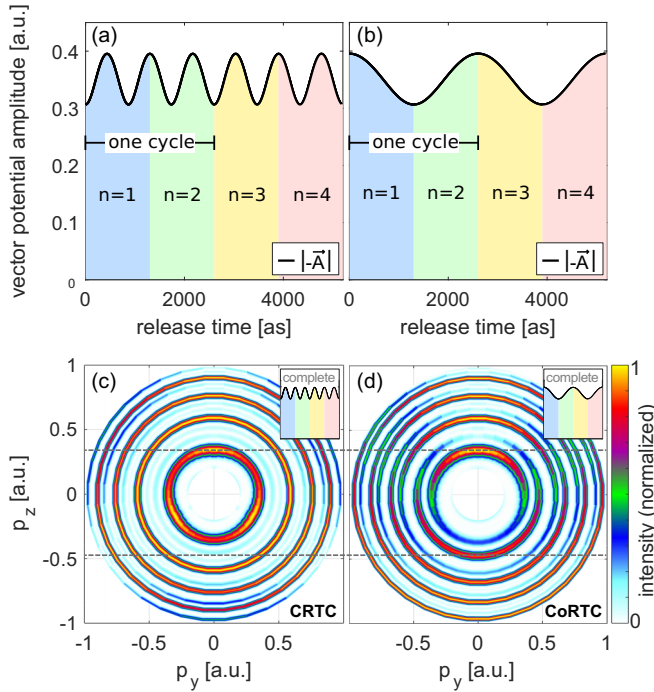 vector potential amplitude [a.u.]
(a)
(b)
0.4
0.3
0.2
0.1
0
one cycle
one cycle
n=1
n=2
n=3
n=4
n=1
n=2
n=3
n=4
|-A⃗|
|-A⃗|
0
2000
4000
0
2000
4000
release time [as]
release time [as]
(c)
(d)
complete
complete
1
0.5
0
-0.5
-1
p_z [a.u.]
CRTC
CoRTC
-1
-0.5
0
0.5
-1
-0.5
0
0.5
1
p_y [a.u.]
p_y [a.u.]
1
0
intensity (normalized)